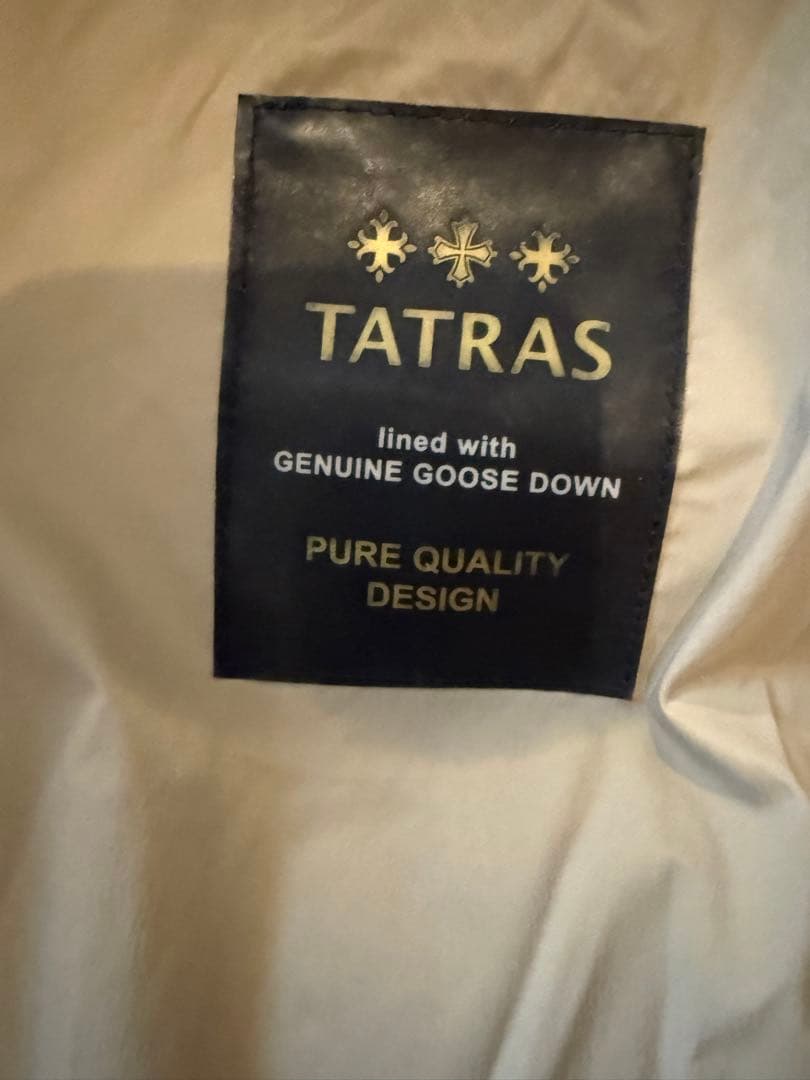 TATRAS
lined with
GENUINE GOOSE DOWN
PURE QUALITY
DESIGN